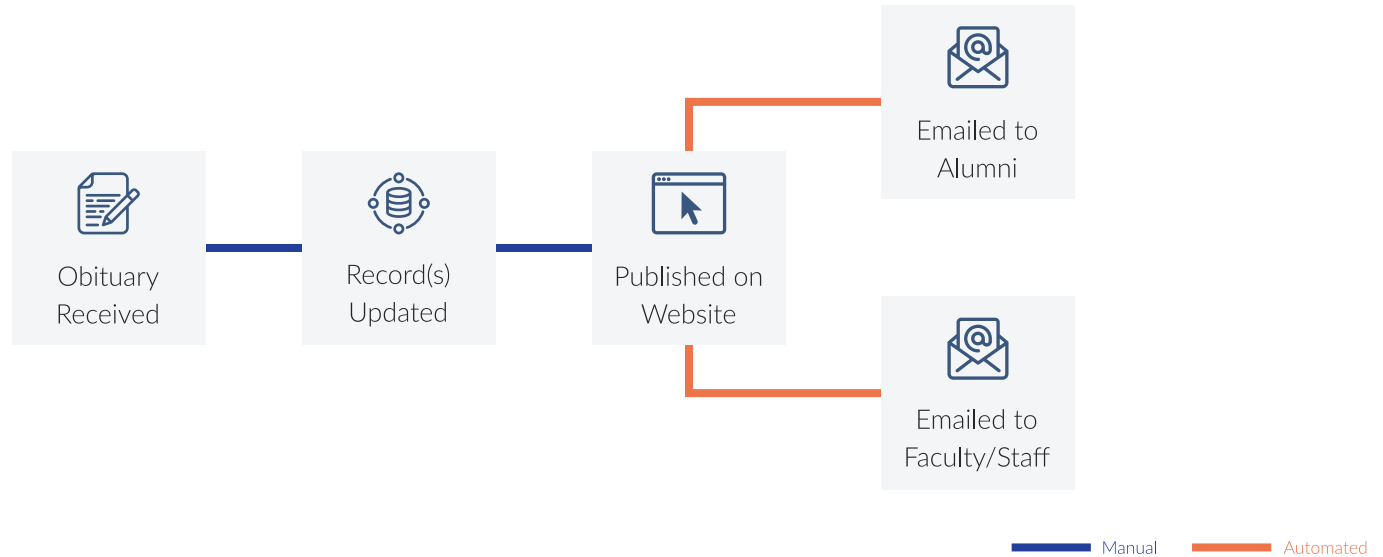 Obituary
Received
Record(s)
Updated
Published on
Website
Emailed to
Alumni
Emailed to
Faculty/Staff
Manual
Automated